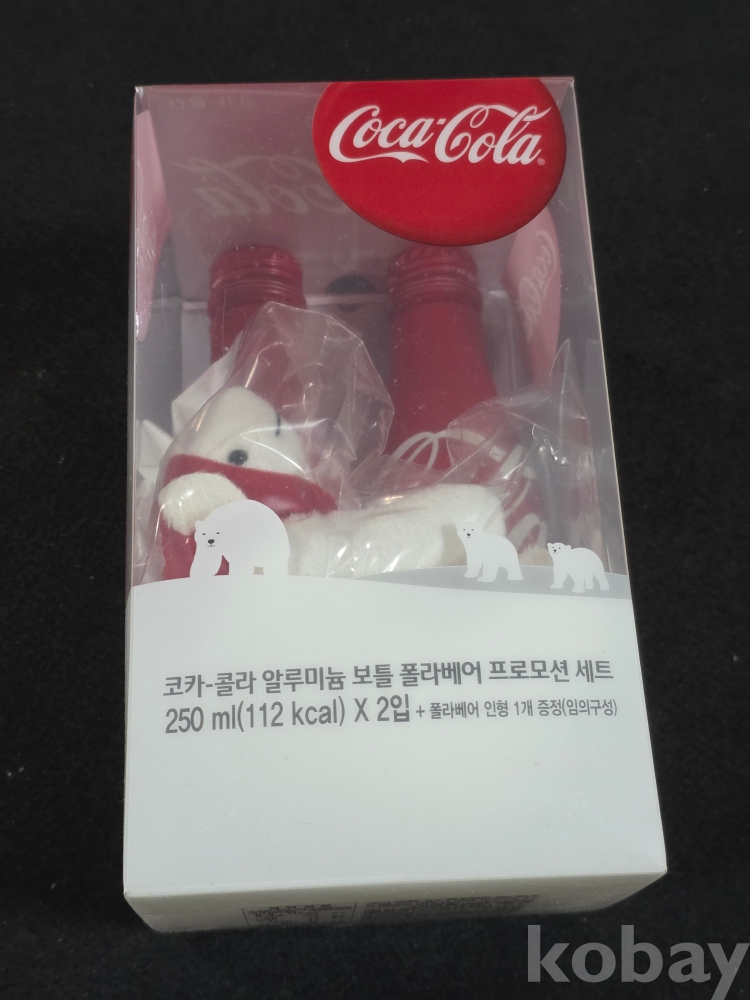 Coca-Cola
코카-콜라 알루미늄 보틀 폴라베어 프로모션 세트
250 ml(112 kcal) X 2입 + 폴라베어 인형 1개 증정(임의구성)
kobay